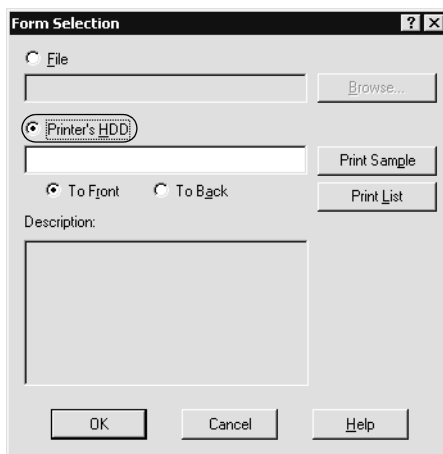 Form Selection
File
Browse...
Printer's HDD
Print Sample
To Front To Back
Print List
Description:
OK Cancel Help